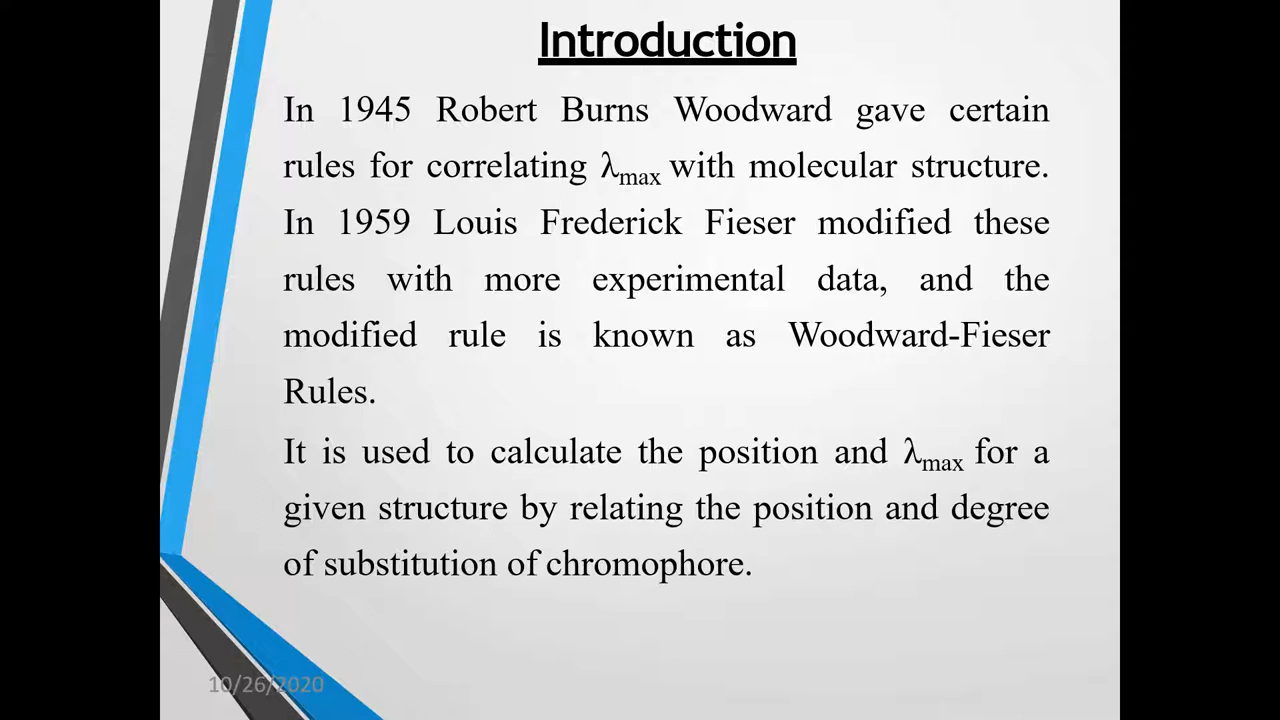 Introduction
In 1945 Robert Burns Woodward gave certain
rules for correlating λmax with molecular structure.
In 1959 Louis Frederick Fieser modified these
rules with more experimental data, and the
modified rule is known as Woodward-Fieser
Rules.
It is used to calculate the position and λmax for a
given structure by relating the position and degree
of substitution of chromophore.
10/26/2020